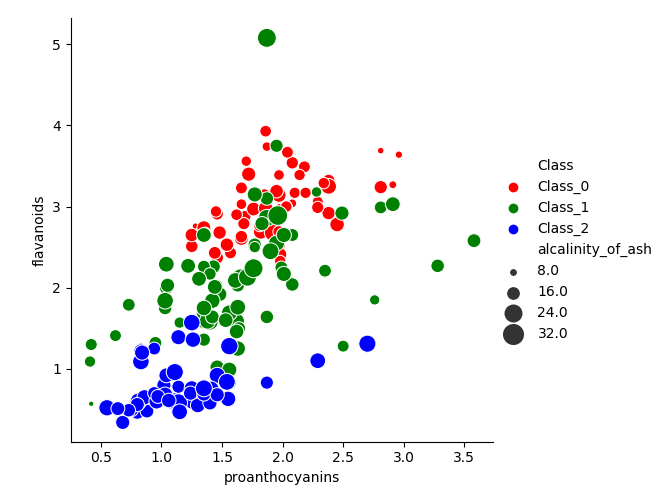 5
4
3
2
1
flavanoids
0.5 1.0 1.5 2.0 2.5 3.0 3.5
proanthocyanins
Class
Class_0
Class_1
Class_2
alcalinity_of_ash
8.0
16.0
24.0
32.0